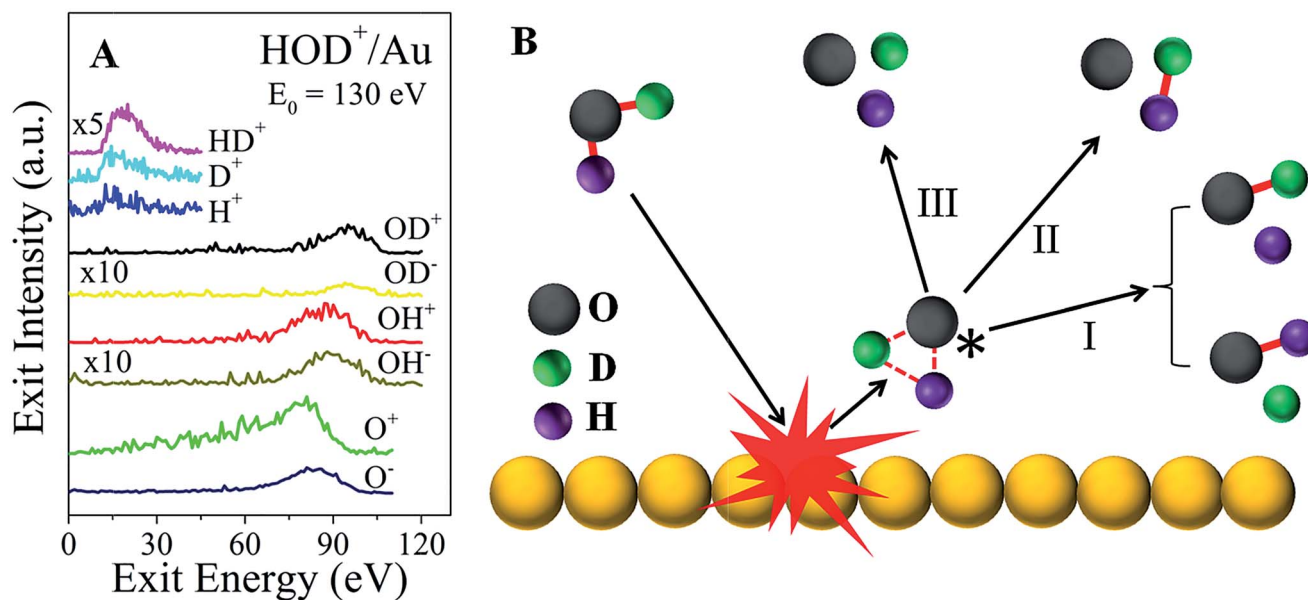 A
HOD⁺/Au
E₀ = 130 eV
x5
HD⁺
D⁺
H⁺
OD⁺
x10
OD⁻
OH⁺
x10
OH⁻
O⁺
O⁻
Exit Intensity (a.u.)
0 30 60 90 120
Exit Energy (eV)
B
III
II
I
*
O
D
H